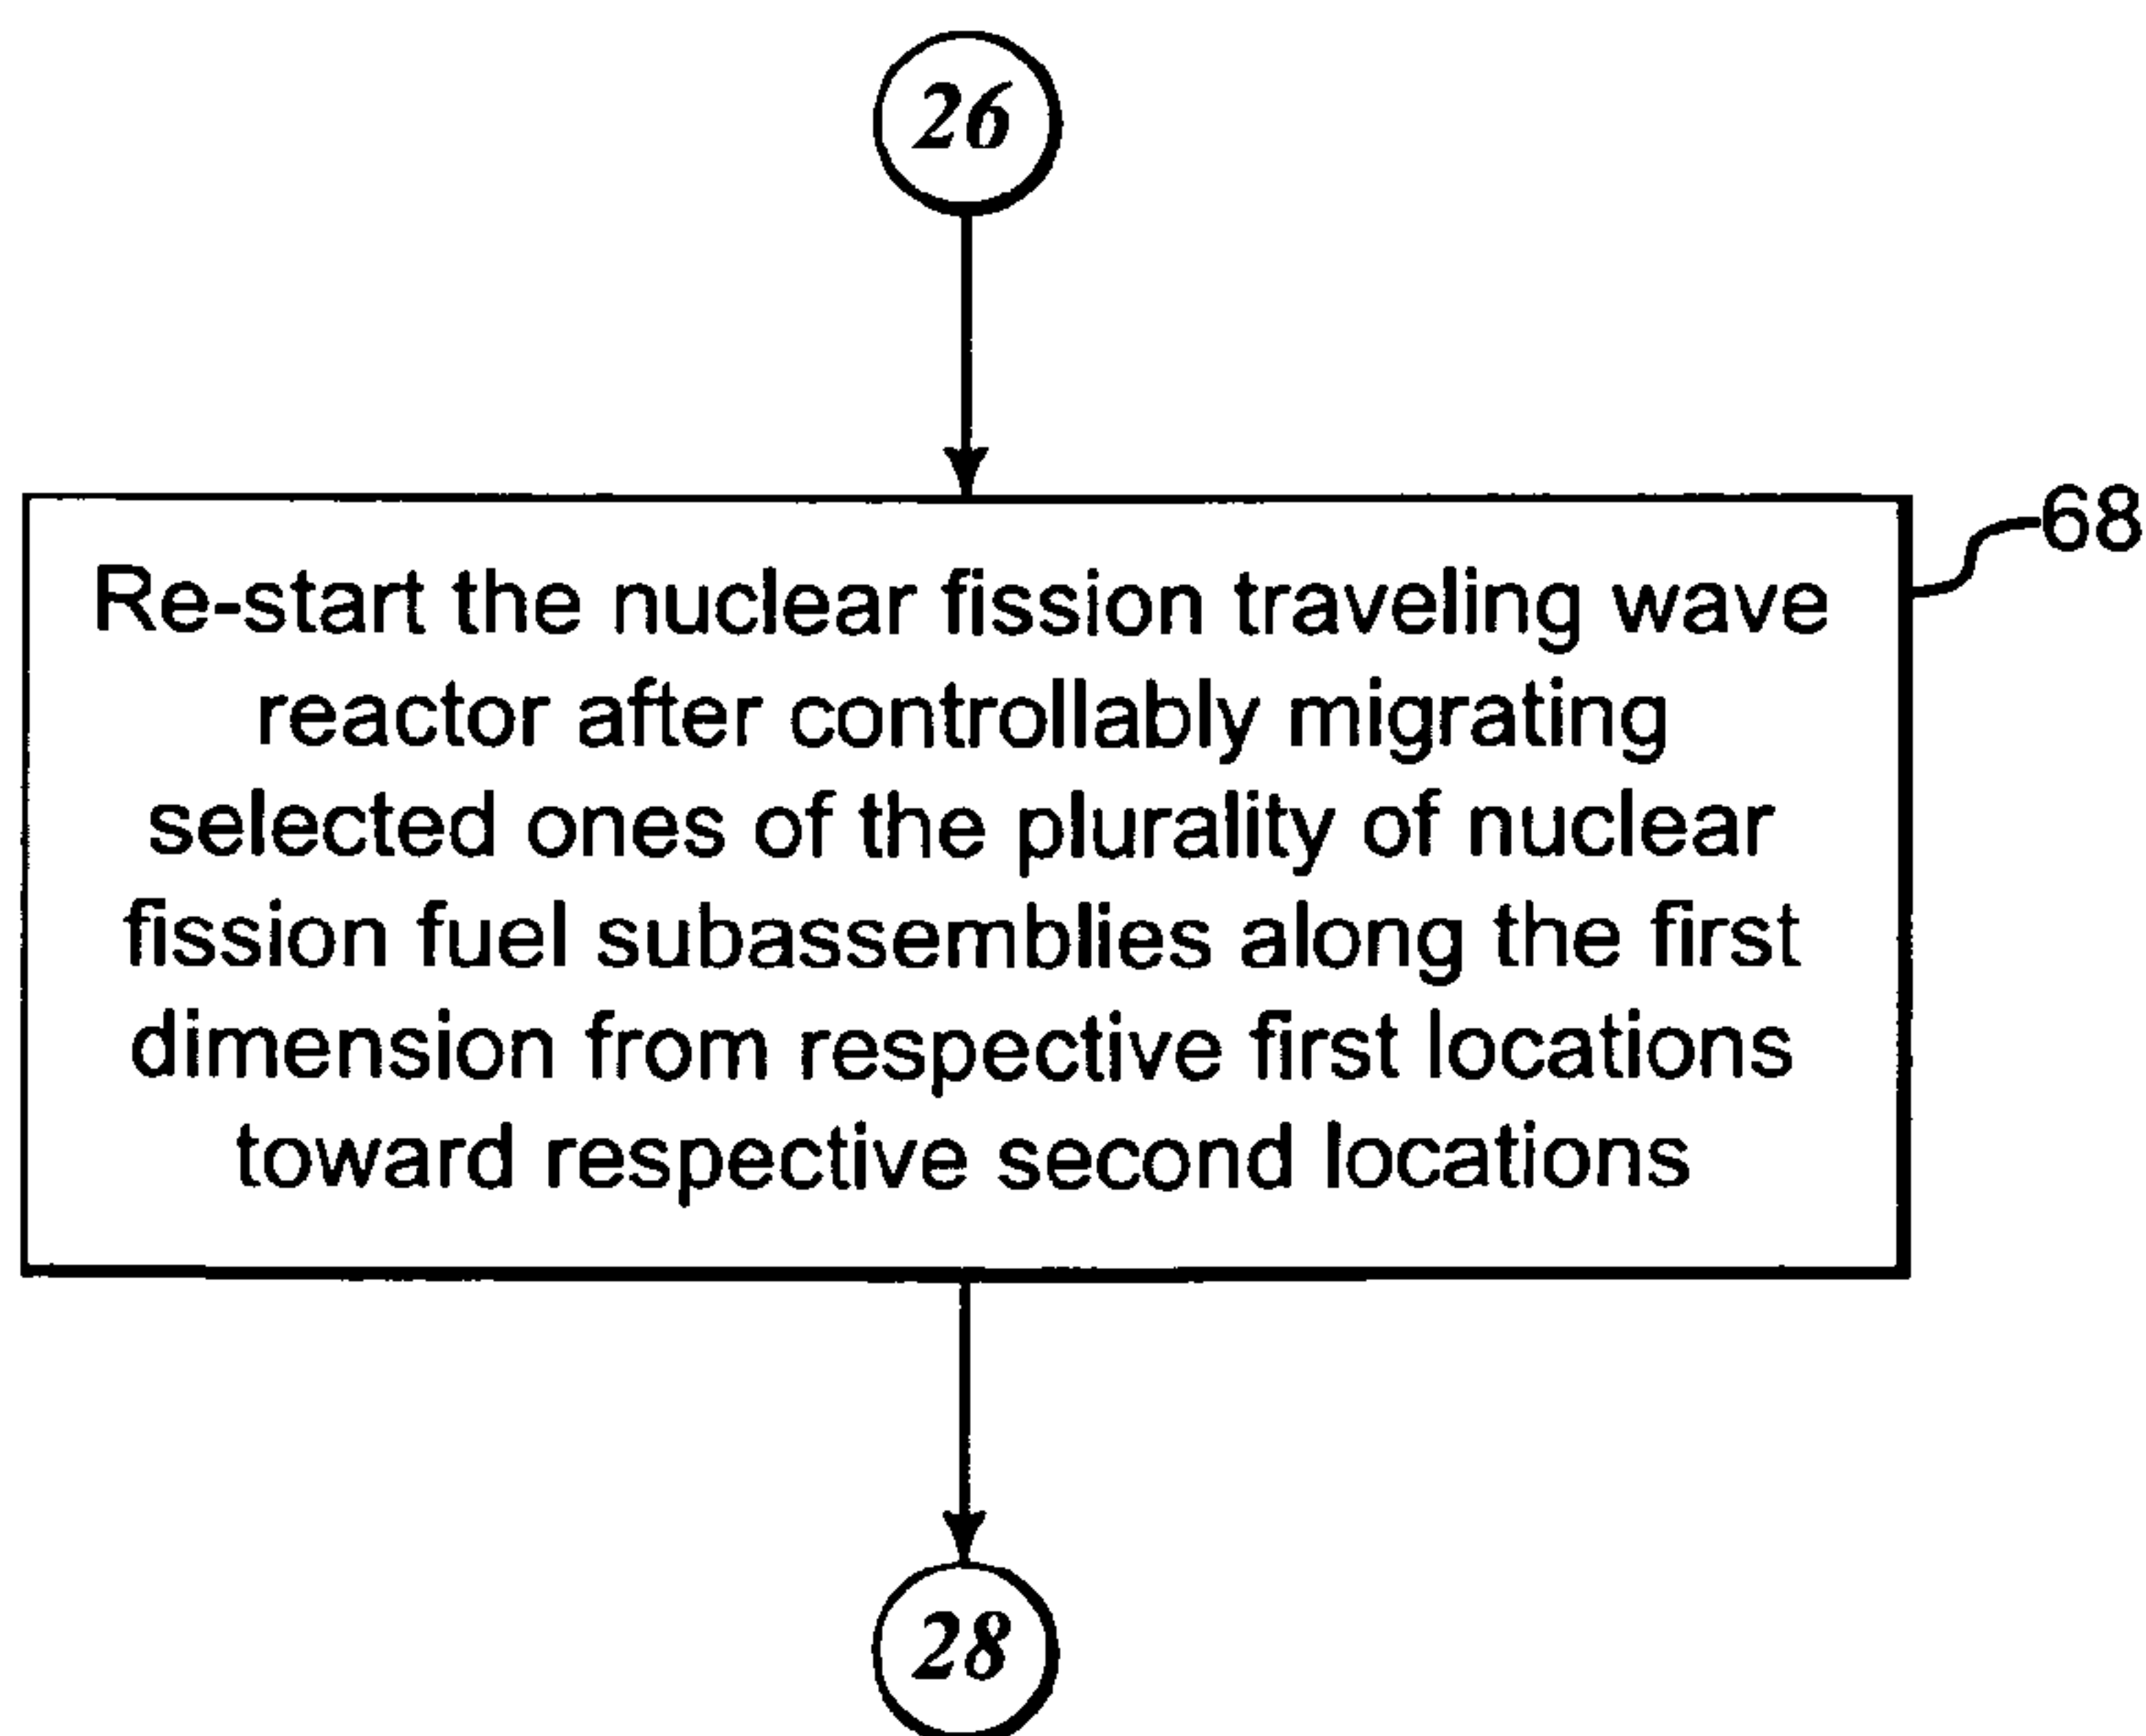 26
68
Re-start the nuclear fission traveling wave
reactor after controllably migrating
selected ones of the plurality of nuclear
fission fuel subassemblies along the first
dimension from respective first locations
toward respective second locations
28